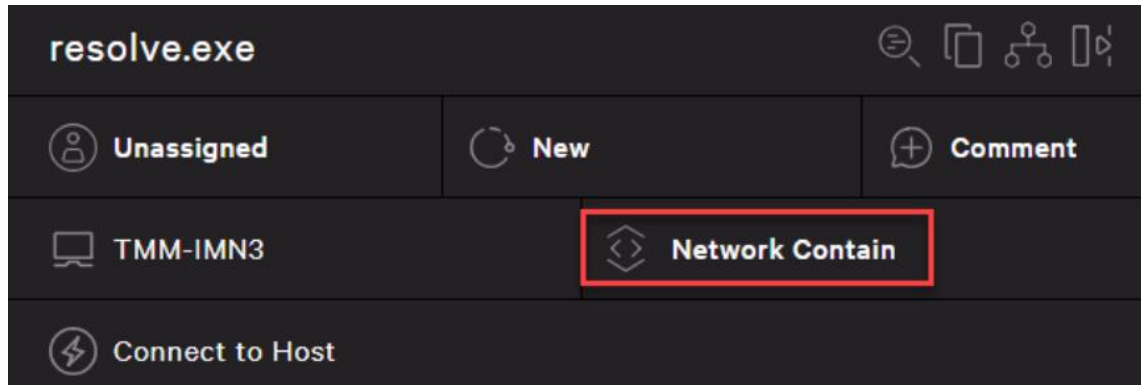 resolve.exe
Unassigned New Comment
TMM-IMN3 Network Contain
Connect to Host